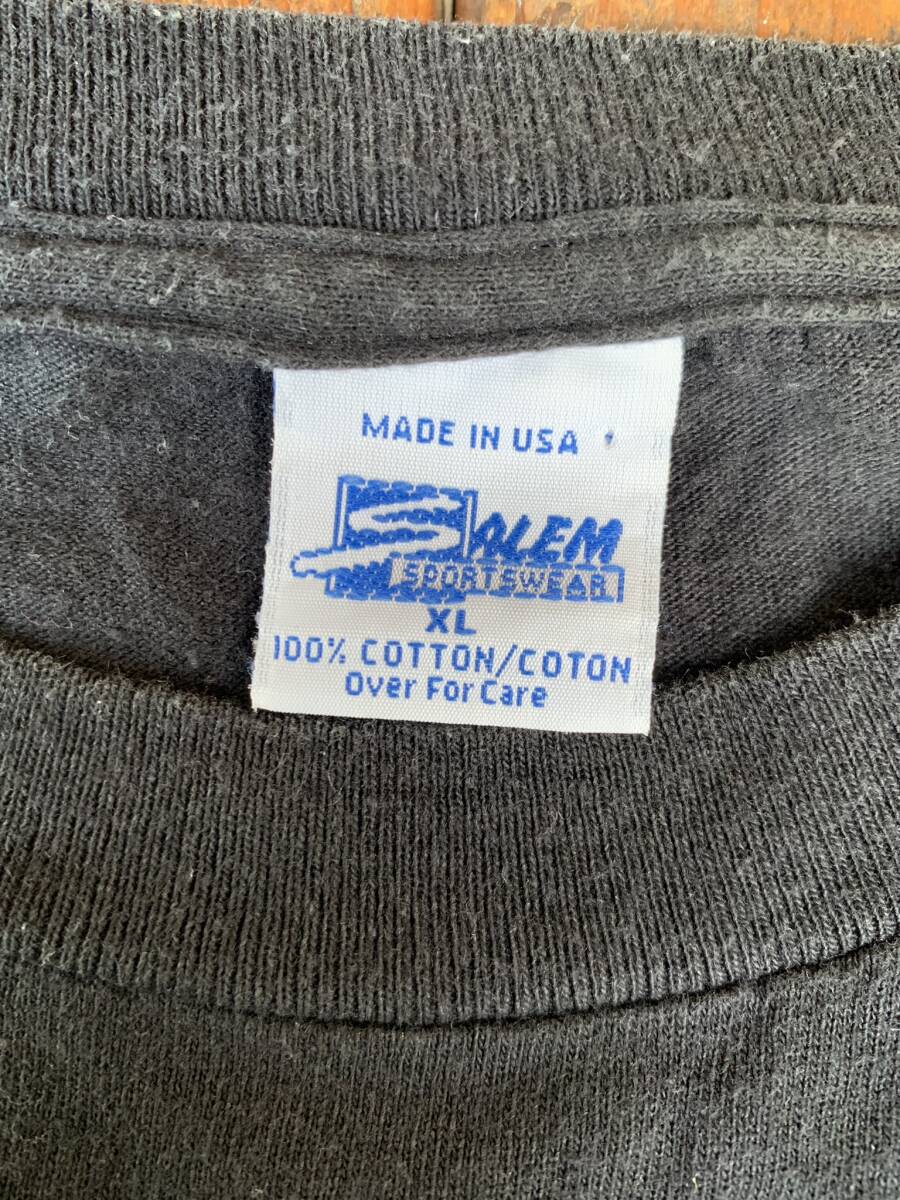 MADE IN USA
SALEM
SPORTSWEAR
XL
100% COTTON/COTON
Over For Care